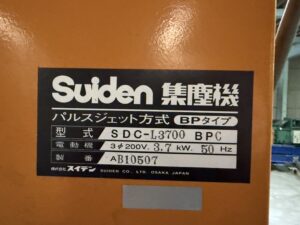 Suiden 集塵機
パルスジェット方式 BPタイプ
型式 SDC-L3700 BPC
電動機 3φ200V. 3.7 kW. 50 Hz
製番 AB10507
株式会社 スイデン SUIDEN CO., LTD. OSAKA JAPAN